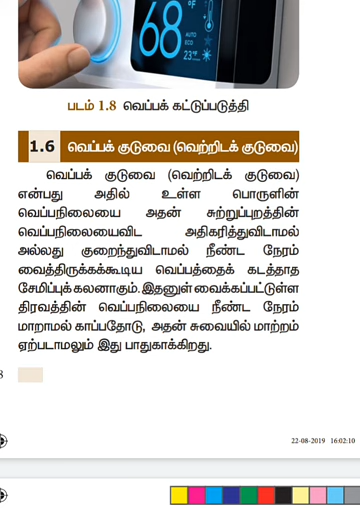 °F
68
AUTO
ECO
படம் 1.8 வெப்பக் கட்டுப்படுத்தி
1.6 வெப்பக் குடுவை (வெற்றிடக் குடுவை)
வெப்பக் குடுவை (வெற்றிடக் குடுவை)
என்பது அதில் உள்ள பொருளின்
வெப்பநிலையை அதன் சுற்றுப்புறத்தின்
வெப்பநிலையைவிட அதிகரித்துவிடாமல்
அல்லது குறைந்துவிடாமல் நீண்ட நேரம்
வைத்திருக்கக்கூடிய வெப்பத்தைக் கடத்தாத
சேமிப்புக்கலனாகும். இதனுள் வைக்கப்பட்டுள்ள
திரவத்தின் வெப்பநிலையை நீண்ட நேரம்
மாறாமல் காப்பதோடு, அதன் சுவையில் மாற்றம்
ஏற்படாமலும் இது பாதுகாக்கிறது.
8
22-08-2019 16:02:10